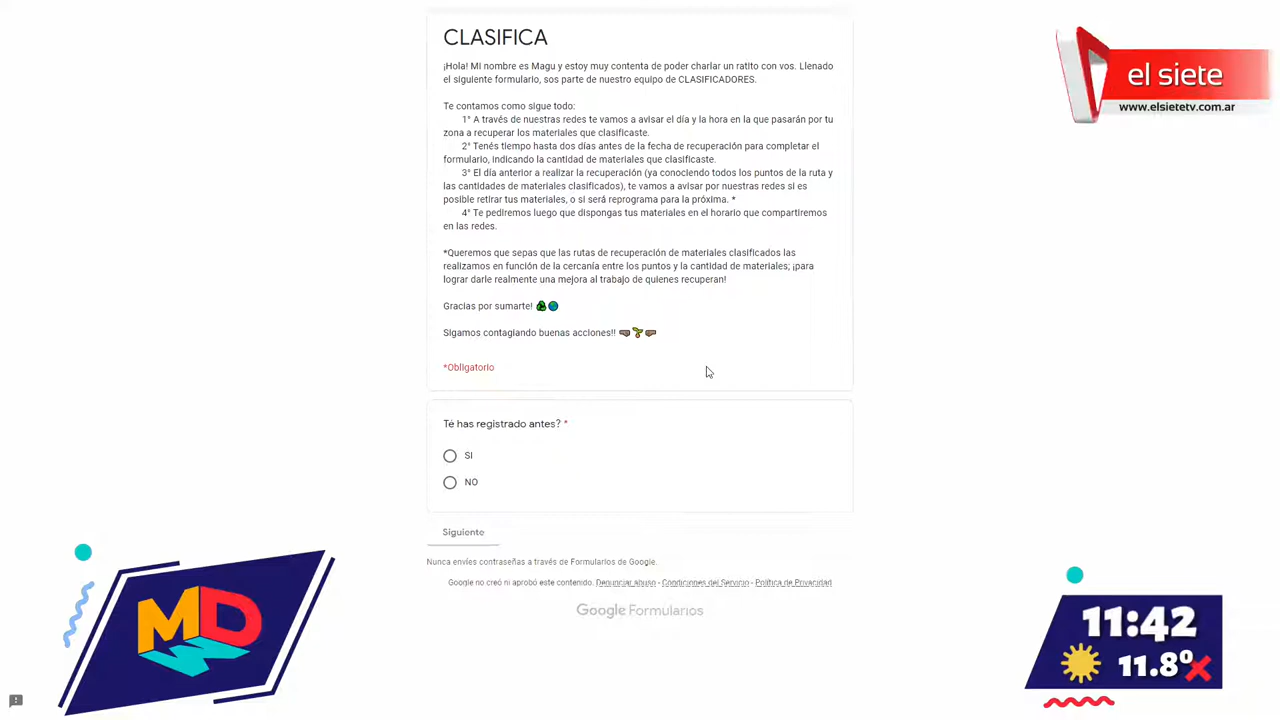 CLASIFICA
¡Hola! Mi nombre es Magu y estoy muy contenta de poder charlar un ratito con vos. Llenado
el siguiente formulario, sos parte de nuestro equipo de CLASIFICADORES.
Te contamos como sigue todo:
1° A través de nuestras redes te vamos a avisar el día y la hora en la que pasarán por tu
zona a recuperar los materiales que clasificaste.
2° Tenés tiempo hasta dos días antes de la fecha de recuperación para completar el
formulario, indicando la cantidad de materiales que clasificaste.
3° El día anterior a realizar la recuperación (ya conociendo todos los puntos de la ruta y
las cantidades de materiales clasificados), te vamos a avisar por nuestras redes si es
posible retirar tus materiales, o si será reprograma para la próxima. *
4° Te pediremos luego que dispongas tus materiales en el horario que compartiremos
en las redes.
*Queremos que sepas que las rutas de recuperación de materiales clasificados las
realizamos en función de la cercanía entre los puntos y la cantidad de materiales; ¡para
lograr darle realmente una mejora al trabajo de quienes recuperan!
Gracias por sumarte!
Sigamos contagiando buenas acciones!!
*Obligatorio
Té has registrado antes? *
SI
NO
Siguiente
Nunca envíes contraseñas a través de Formularios de Google.
Google no creó ni aprobó este contenido. Denunciar abuso - Condiciones del Servicio - Política de Privacidad
Google Formularios
el siete
www.elsietetv.com.ar
MD
11:42
11.8º